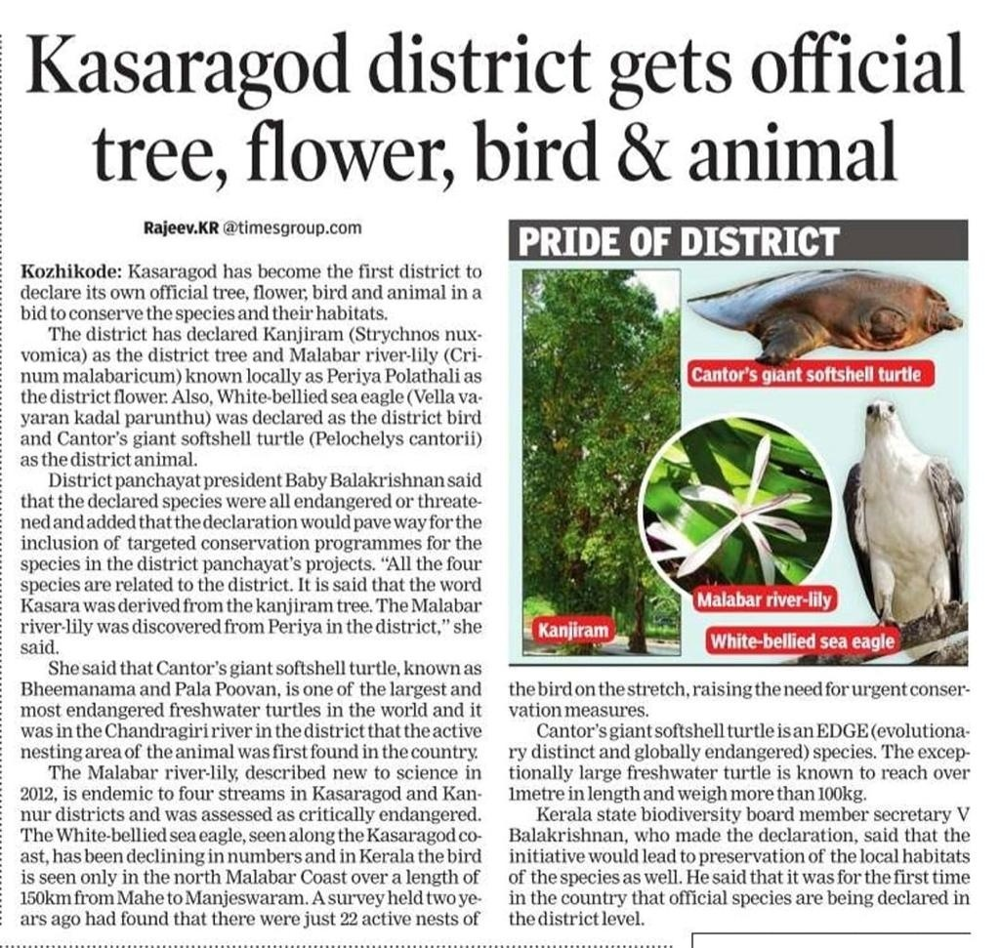 Kasaragod district gets official
tree, flower, bird & animal
Rajeev.KR @timesgroup.com
Kozhikode: Kasaragod has become the first district to
declare its own official tree, flower, bird and animal in a
bid to conserve the species and their habitats.
The district has declared Kanjiram (Strychnos nux-
vomica) as the district tree and Malabar river-lily (Cri-
num malabaricum) known locally as Periya Polathali as
the district flower. Also, White-bellied sea eagle (Vella va-
yaran kadal parunthu) was declared as the district bird
and Cantor's giant softshell turtle (Pelochelys cantorii)
as the district animal.
District panchayat president Baby Balakrishnan said
that the declared species were all endangered or threate-
ned and added that the declaration would pave way for the
inclusion of targeted conservation programmes for the
species in the district panchayat's projects. “All the four
species are related to the district. It is said that the word
Kasara was derived from the kanjiram tree. The Malabar
river-lily was discovered from Periya in the district,” she
said.
She said that Cantor's giant softshell turtle, known as
Bheemanama and Pala Poovan, is one of the largest and
most endangered freshwater turtles in the world and it
was in the Chandragiri river in the district that the active
nesting area of the animal was first found in the country.
The Malabar river-lily, described new to science in
2012, is endemic to four streams in Kasaragod and Kan-
nur districts and was assessed as critically endangered.
The White-bellied sea eagle, seen along the Kasaragod co-
ast, has been declining in numbers and in Kerala the bird
is seen only in the north Malabar Coast over a length of
150km from Mahe to Manjeswaram. A survey held two ye-
ars ago had found that there were just 22 active nests of
PRIDE OF DISTRICT
Cantor's giant softshell turtle
Malabar river-lily
Kanjiram
White-bellied sea eagle
the bird on the stretch, raising the need for urgent conser-
vation measures.
Cantor's giant softshell turtle is an EDGE (evolutiona-
ry distinct and globally endangered) species. The excep-
tionally large freshwater turtle is known to reach over
1metre in length and weigh more than 100kg.
Kerala state biodiversity board member secretary V
Balakrishnan, who made the declaration, said that the
initiative would lead to preservation of the local habitats
of the species as well. He said that it was for the first time
in the country that official species are being declared in
the district level.